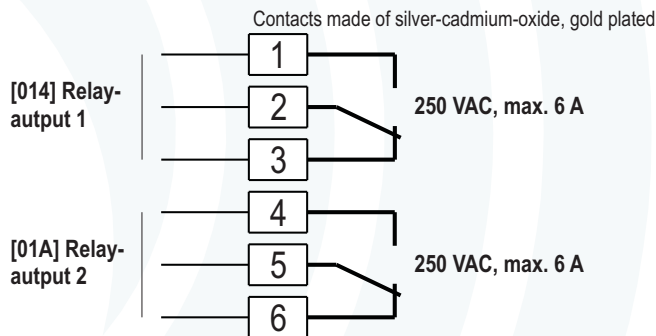 Contacts made of silver-cadmium-oxide, gold plated
1
[014] Relay-
autput 1
2
250 VAC, max. 6 A
3
4
[01A] Relay-
autput 2
5
250 VAC, max. 6 A
6